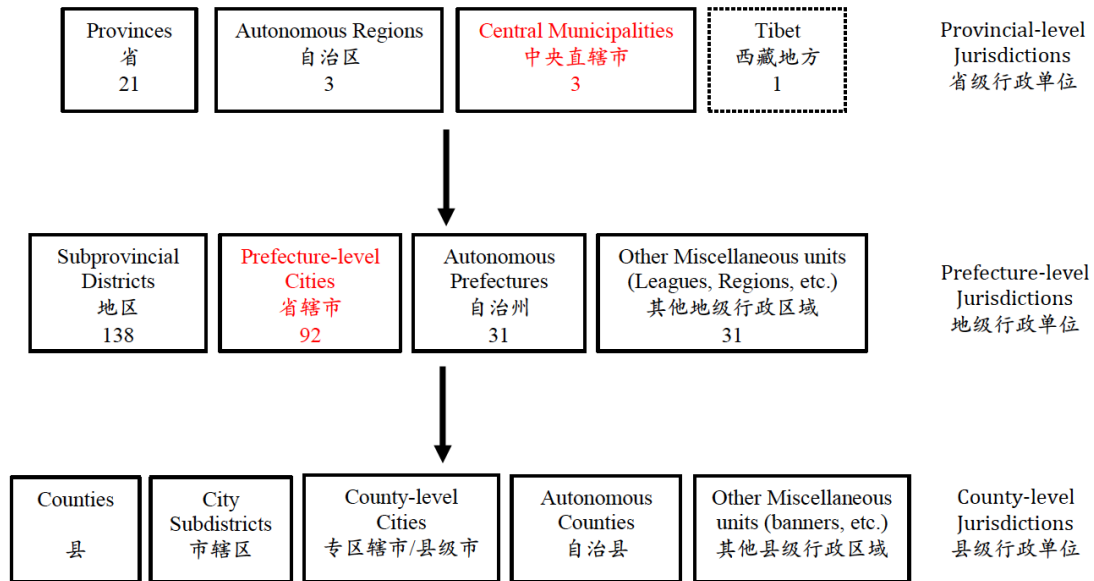 Provinces
省
21
Autonomous Regions
自治区
3
Central Municipalities
中央直辖市
3
Tibet
西藏地方
1
Provincial-level
Jurisdictions
省级行政单位
Subprovincial
Districts
地区
138
Prefecture-level
Cities
省辖市
92
Autonomous
Prefectures
自治州
31
Other Miscellaneous units
(Leagues, Regions, etc.)
其他地级行政区域
31
Prefecture-level
Jurisdictions
地级行政单位
Counties
县
City
Subdistricts
市辖区
County-level
Cities
专区辖市/县级市
Autonomous
Counties
自治县
Other Miscellaneous
units (banners, etc.)
其他县级行政区域
County-level
Jurisdictions
县级行政单位